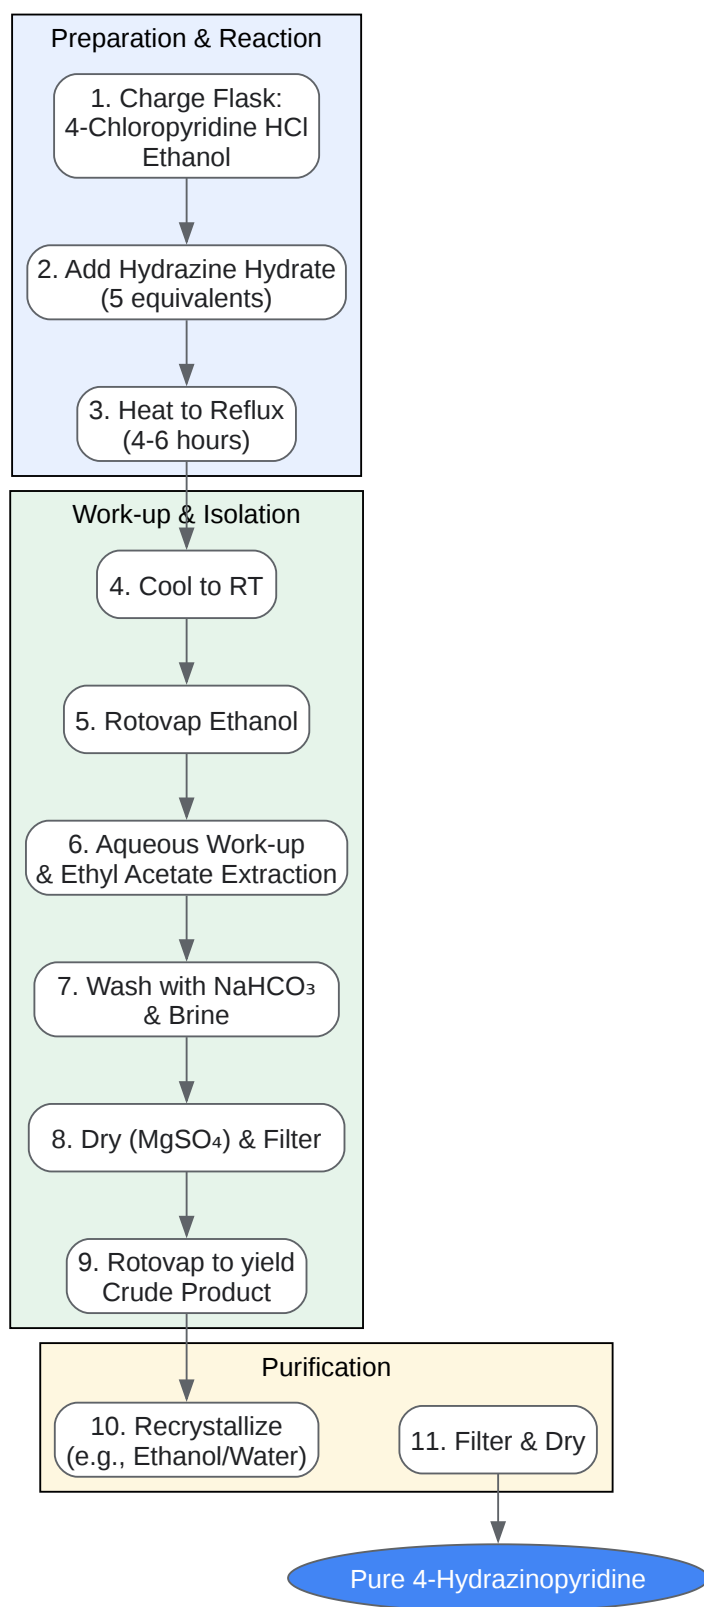 Preparation & Reaction
1. Charge Flask:
4-Chloropyridine HCl
Ethanol
2. Add Hydrazine Hydrate
(5 equivalents)
3. Heat to Reflux
(4-6 hours)
Work-up & Isolation
4. Cool to RT
5. Rotovap Ethanol
6. Aqueous Work-up
& Ethyl Acetate Extraction
7. Wash with NaHCO₃
& Brine
8. Dry (MgSO₄) & Filter
9. Rotovap to yield
Crude Product
Purification
10. Recrystallize
(e.g., Ethanol/Water)
11. Filter & Dry
Pure 4-Hydrazinopyridine